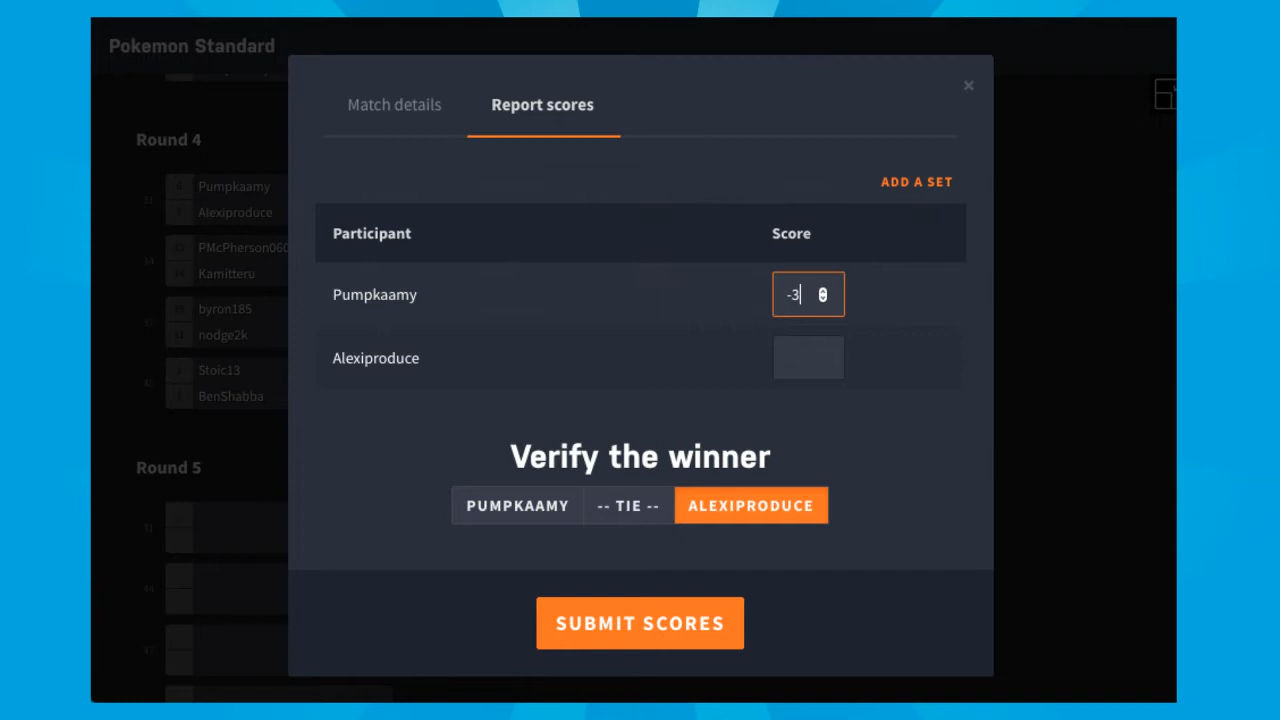 Pokemon Standard
Match details
Report scores
Round 4
Pumpkaamy
Alexiproduce
PMcPherson060
Kamitteru
byron185
nodge2k
Stoic13
BenShabba
Round 5
ADD A SET
Participant Score
Pumpkaamy -3
Alexiproduce
Verify the winner
PUMPKAAMY -- TIE -- ALEXIPRODUCE
SUBMIT SCORES